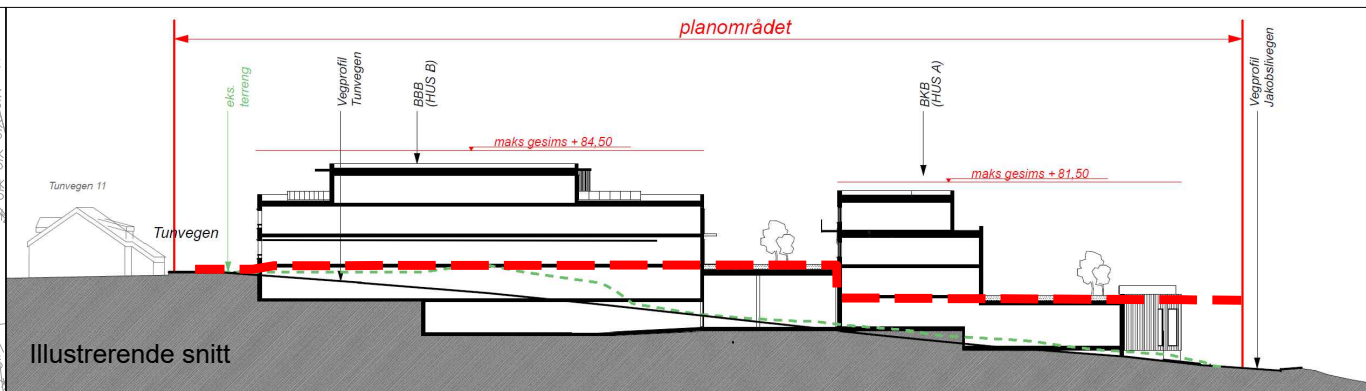 planområdet
eks.
terreng
Vegprofil
Tunvegen
BBB
(HUS B)
BKB
(HUS A)
Vegprofil
Jakobslivegen
maks gesims + 84,50
maks gesims + 81,50
Tunvegen 11
Tunvegen
Illustrerende snitt